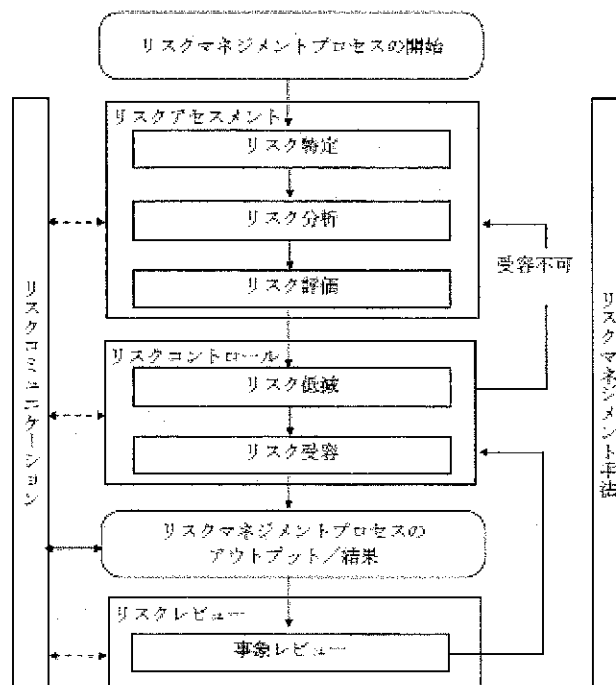 リスクマネジメントプロセスの開始
リスクアセスメント
リスク特定
リスク分析
リスク評価
受容不可
リスクコントロール
リスク低減
リスク受容
リスクマネジメントプロセスの
アウトプット／結果
リスクレビュー
事象レビュー
リスクコミュニケーション
リスクマネジメント手法